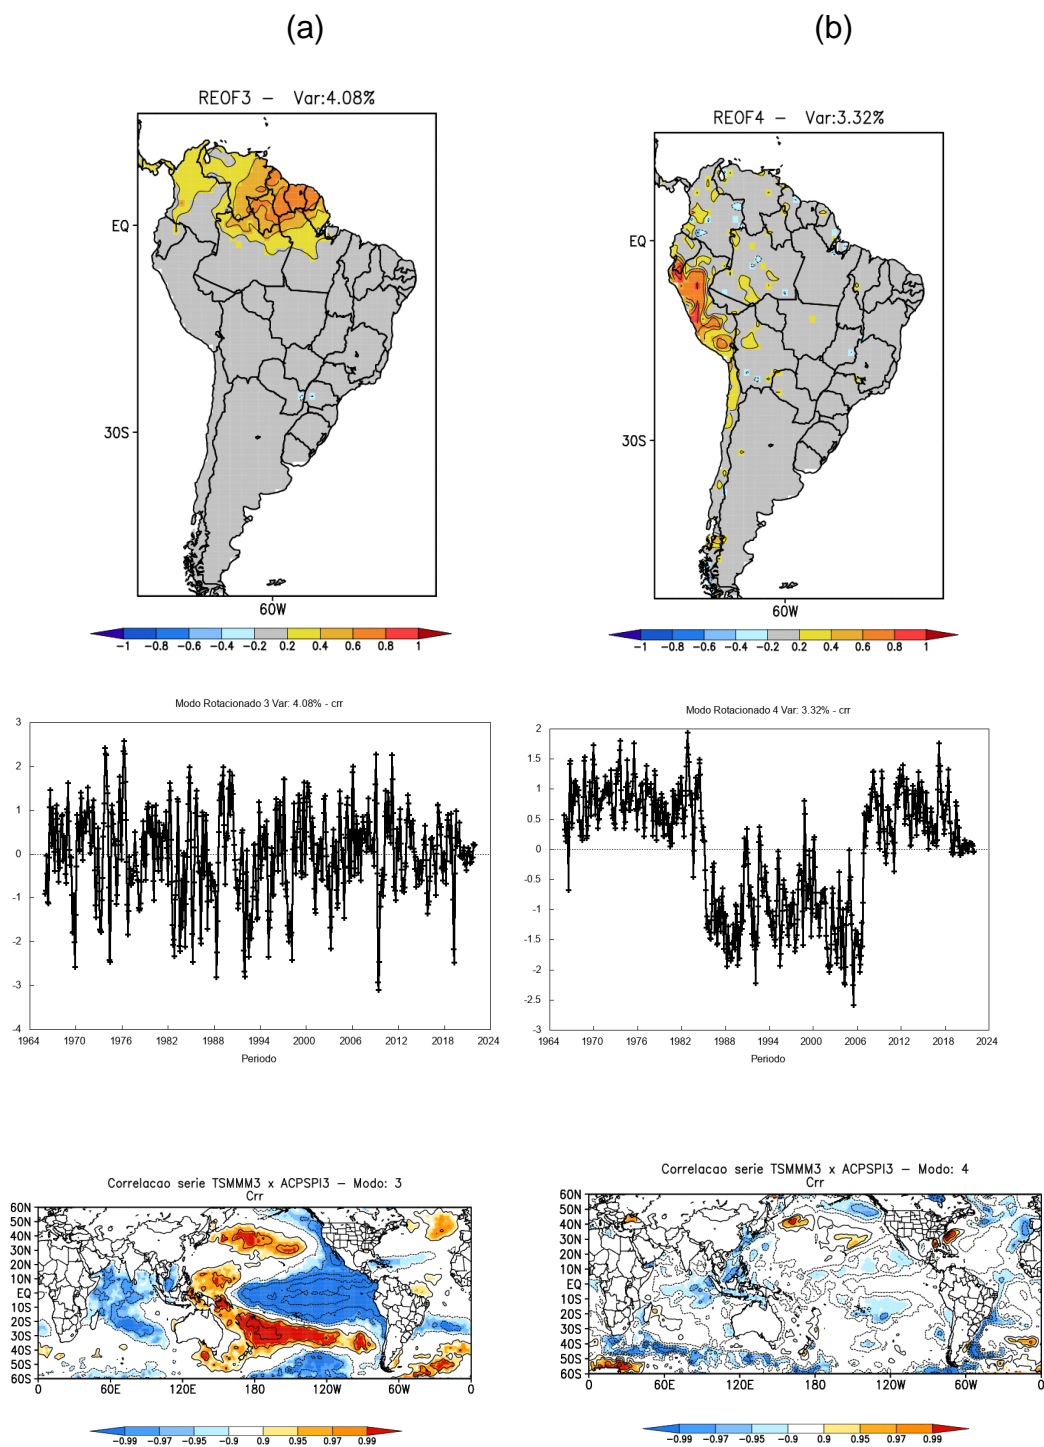 (a)
(b)
REOF3 – Var:4.08%
REOF4 – Var:3.32%
EQ
30S
60W
-1 -0.8 -0.6 -0.4 -0.2 0.2 0.4 0.6 0.8 1
EQ
30S
60W
-1 -0.8 -0.6 -0.4 -0.2 0.2 0.4 0.6 0.8 1
Modo Rotacionado 3 Var: 4.08% - crr
3
2
1
0
-1
-2
-3
-4
1964 1970 1976 1982 1988 1994 2000 2006 2012 2018 2024
Periodo
Modo Rotacionado 4 Var: 3.32% - crr
2
1.5
1
0.5
0
-0.5
-1
-1.5
-2
-2.5
-3
1964 1970 1976 1982 1988 1994 2000 2006 2012 2018 2024
Periodo
Correlacao serie TSMMM3 x ACPSPI3 – Modo: 3
Crr
60N
50N
40N
30N
20N
10N
EQ
10S
20S
30S
40S
50S
60S
0 60E 120E 180 120W 60W 0
-0.99 -0.97 -0.95 -0.9 0.9 0.95 0.97 0.99
Correlacao serie TSMMM3 x ACPSPI3 – Modo: 4
Crr
60N
50N
40N
30N
20N
10N
EQ
10S
20S
30S
40S
50S
60S
0 60E 120E 180 120W 60W 0
-0.99 -0.97 -0.95 -0.9 0.9 0.95 0.97 0.99